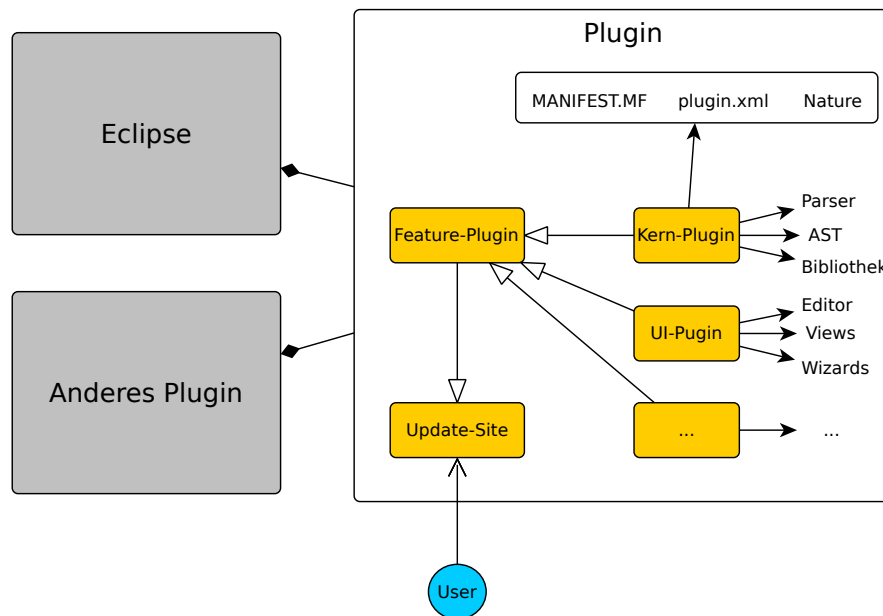 Plugin
MANIFEST.MF plugin.xml Nature
Eclipse
Parser
Feature-Plugin
Kern-Plugin
AST
Bibliothek
Editor
UI-Pugin
Views
Wizards
Anderes Plugin
Update-Site
...
...
User